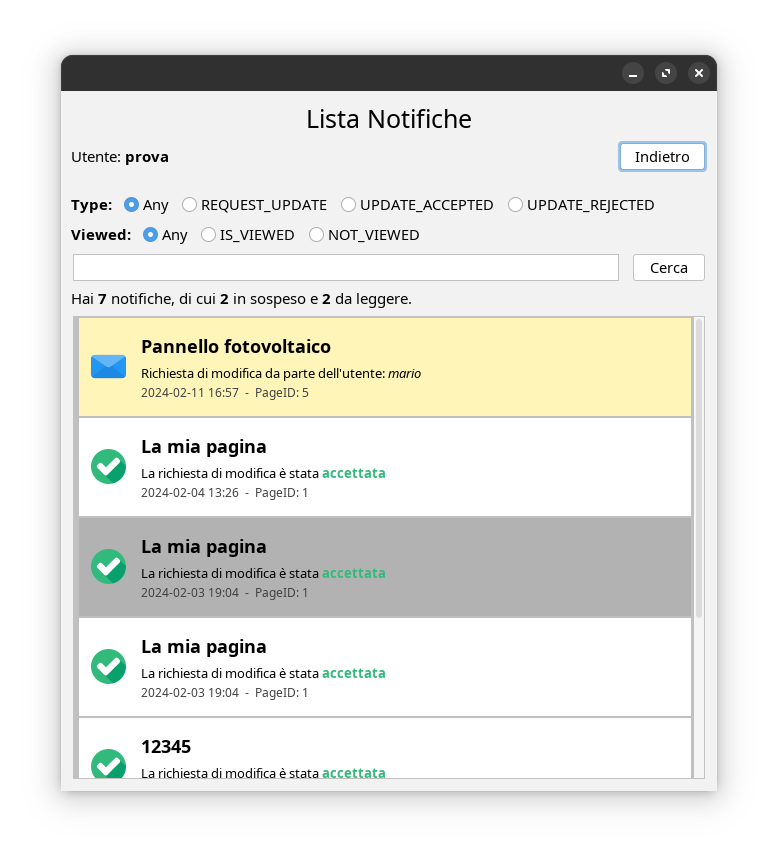 Lista Notifiche
Utente: prova
Indietro
Type: Any REQUEST_UPDATE UPDATE_ACCEPTED UPDATE_REJECTED
Viewed: Any IS_VIEWED NOT_VIEWED
Cerca
Hai 7 notifiche, di cui 2 in sospeso e 2 da leggere.
Pannello fotovoltaico
Richiesta di modifica da parte dell'utente: mario
2024-02-11 16:57 - PageID: 5
La mia pagina
La richiesta di modifica è stata accettata
2024-02-04 13:26 - PageID: 1
La mia pagina
La richiesta di modifica è stata accettata
2024-02-03 19:04 - PageID: 1
La mia pagina
La richiesta di modifica è stata accettata
2024-02-03 19:04 - PageID: 1
12345
La richiesta di modifica è stata accettata